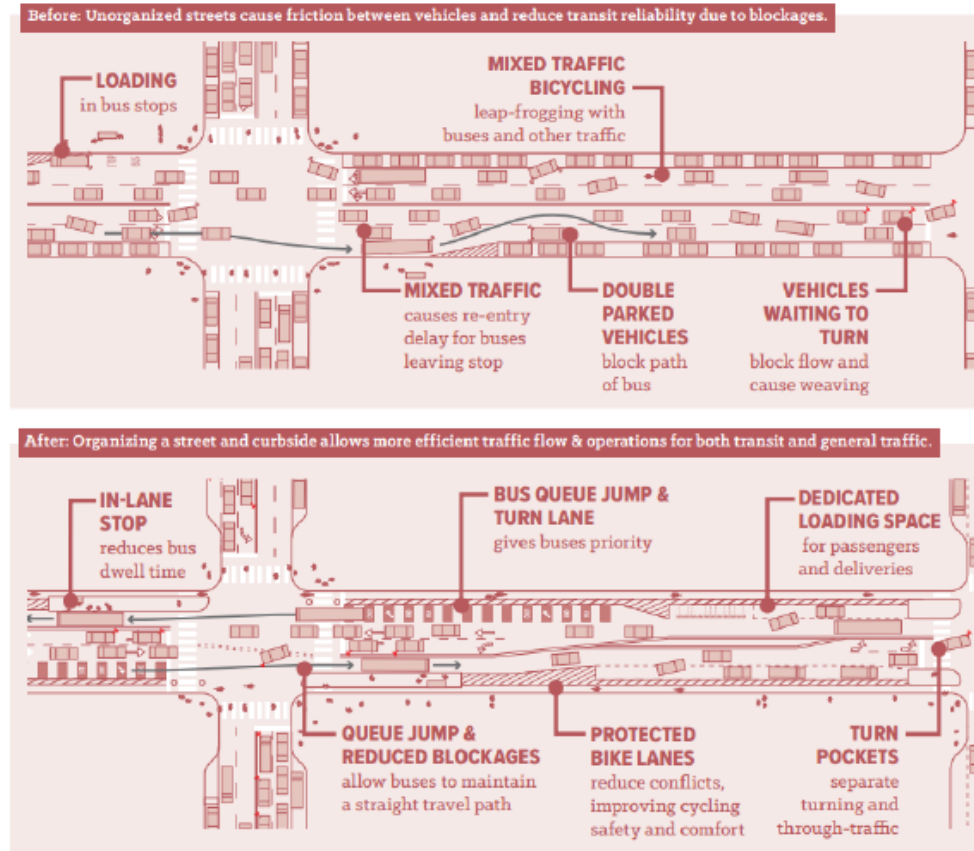 Before: Unorganized streets cause friction between vehicles and reduce transit reliability due to blockages.
LOADING
in bus stops
MIXED TRAFFIC
BICYCLING
leap-frogging with
buses and other traffic
MIXED TRAFFIC
causes re-entry
delay for buses
leaving stop
DOUBLE
PARKED
VEHICLES
block path
of bus
VEHICLES
WAITING TO
TURN
block flow and
cause weaving
After: Organizing a street and curbside allows more efficient traffic flow & operations for both transit and general traffic.
IN-LANE
STOP
reduces bus
dwell time
BUS QUEUE JUMP &
TURN LANE
gives buses priority
DEDICATED
LOADING SPACE
for passengers
and deliveries
QUEUE JUMP &
REDUCED BLOCKAGES
allow buses to maintain
a straight travel path
PROTECTED
BIKE LANES
reduce conflicts,
improving cycling
safety and comfort
TURN
POCKETS
separate
turning and
through-traffic